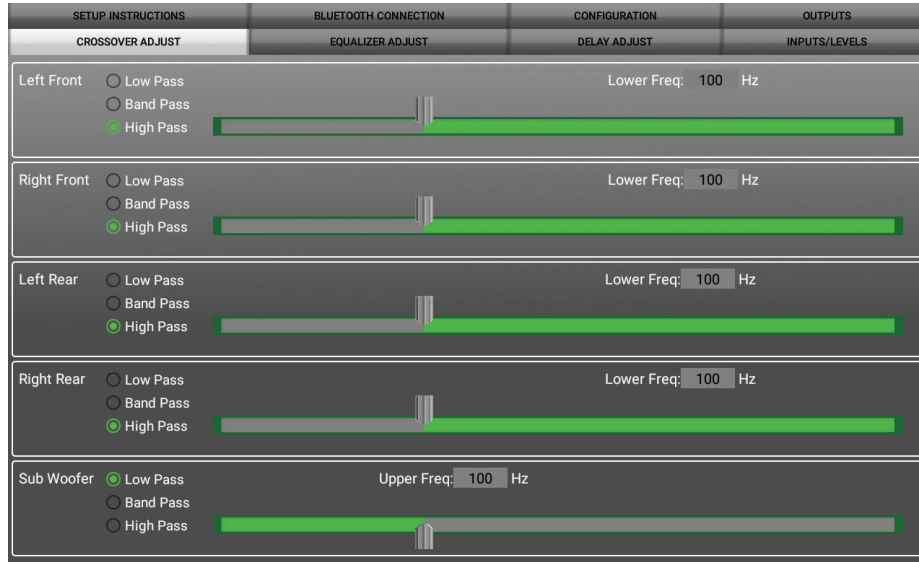 SETUP INSTRUCTIONS BLUETOOTH CONNECTION CONFIGURATION OUTPUTS
CROSSOVER ADJUST EQUALIZER ADJUST DELAY ADJUST INPUTS/LEVELS
Left Front Low Pass Lower Freq: 100 Hz
Band Pass
High Pass
Right Front Low Pass Lower Freq: 100 Hz
Band Pass
High Pass
Left Rear Low Pass Lower Freq: 100 Hz
Band Pass
High Pass
Right Rear Low Pass Lower Freq: 100 Hz
Band Pass
High Pass
Sub Woofer Low Pass Upper Freq: 100 Hz
Band Pass
High Pass